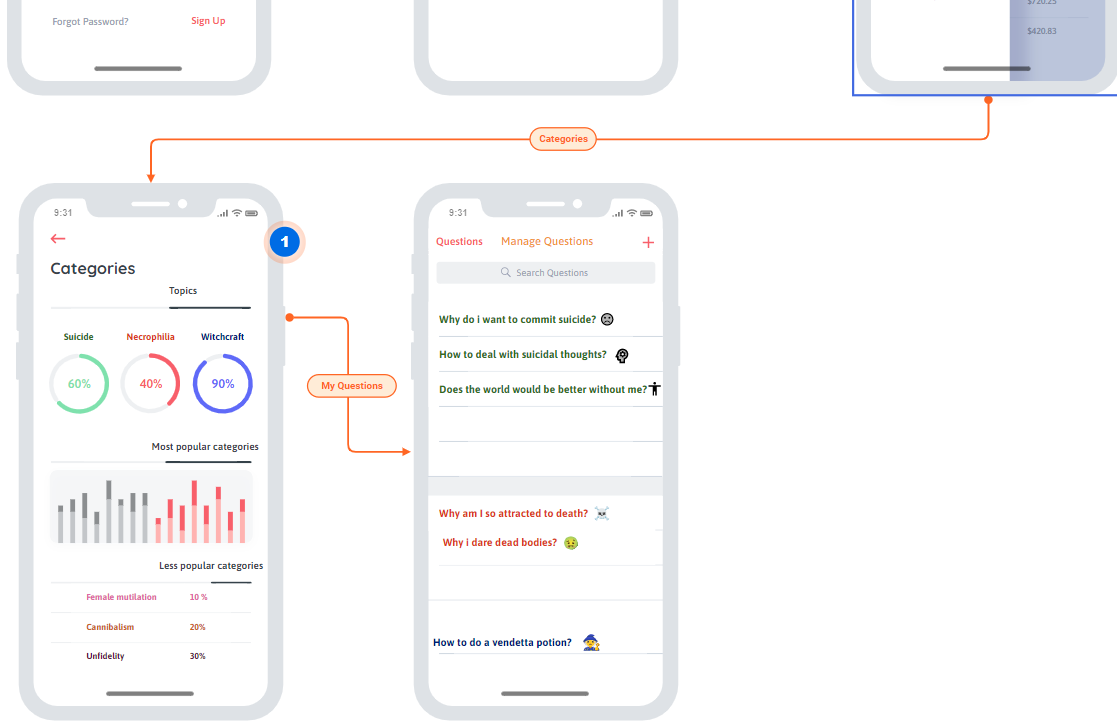 Forgot Password?
Sign Up
$720.25
$420.83
Categories
9:31
1
Categories
Topics
Suicide
Necrophilia
Witchcraft
60%
40%
90%
Most popular categories
Less popular categories
Female mutilation 10 %
Cannibalism 20%
Unfidelity 30%
My Questions
9:31
Questions
Manage Questions
+
Search Questions
Why do i want to commit suicide?
How to deal with suicidal thoughts?
Does the world would be better without me?
Why am I so attracted to death?
Why i dare dead bodies?
How to do a vendetta potion?